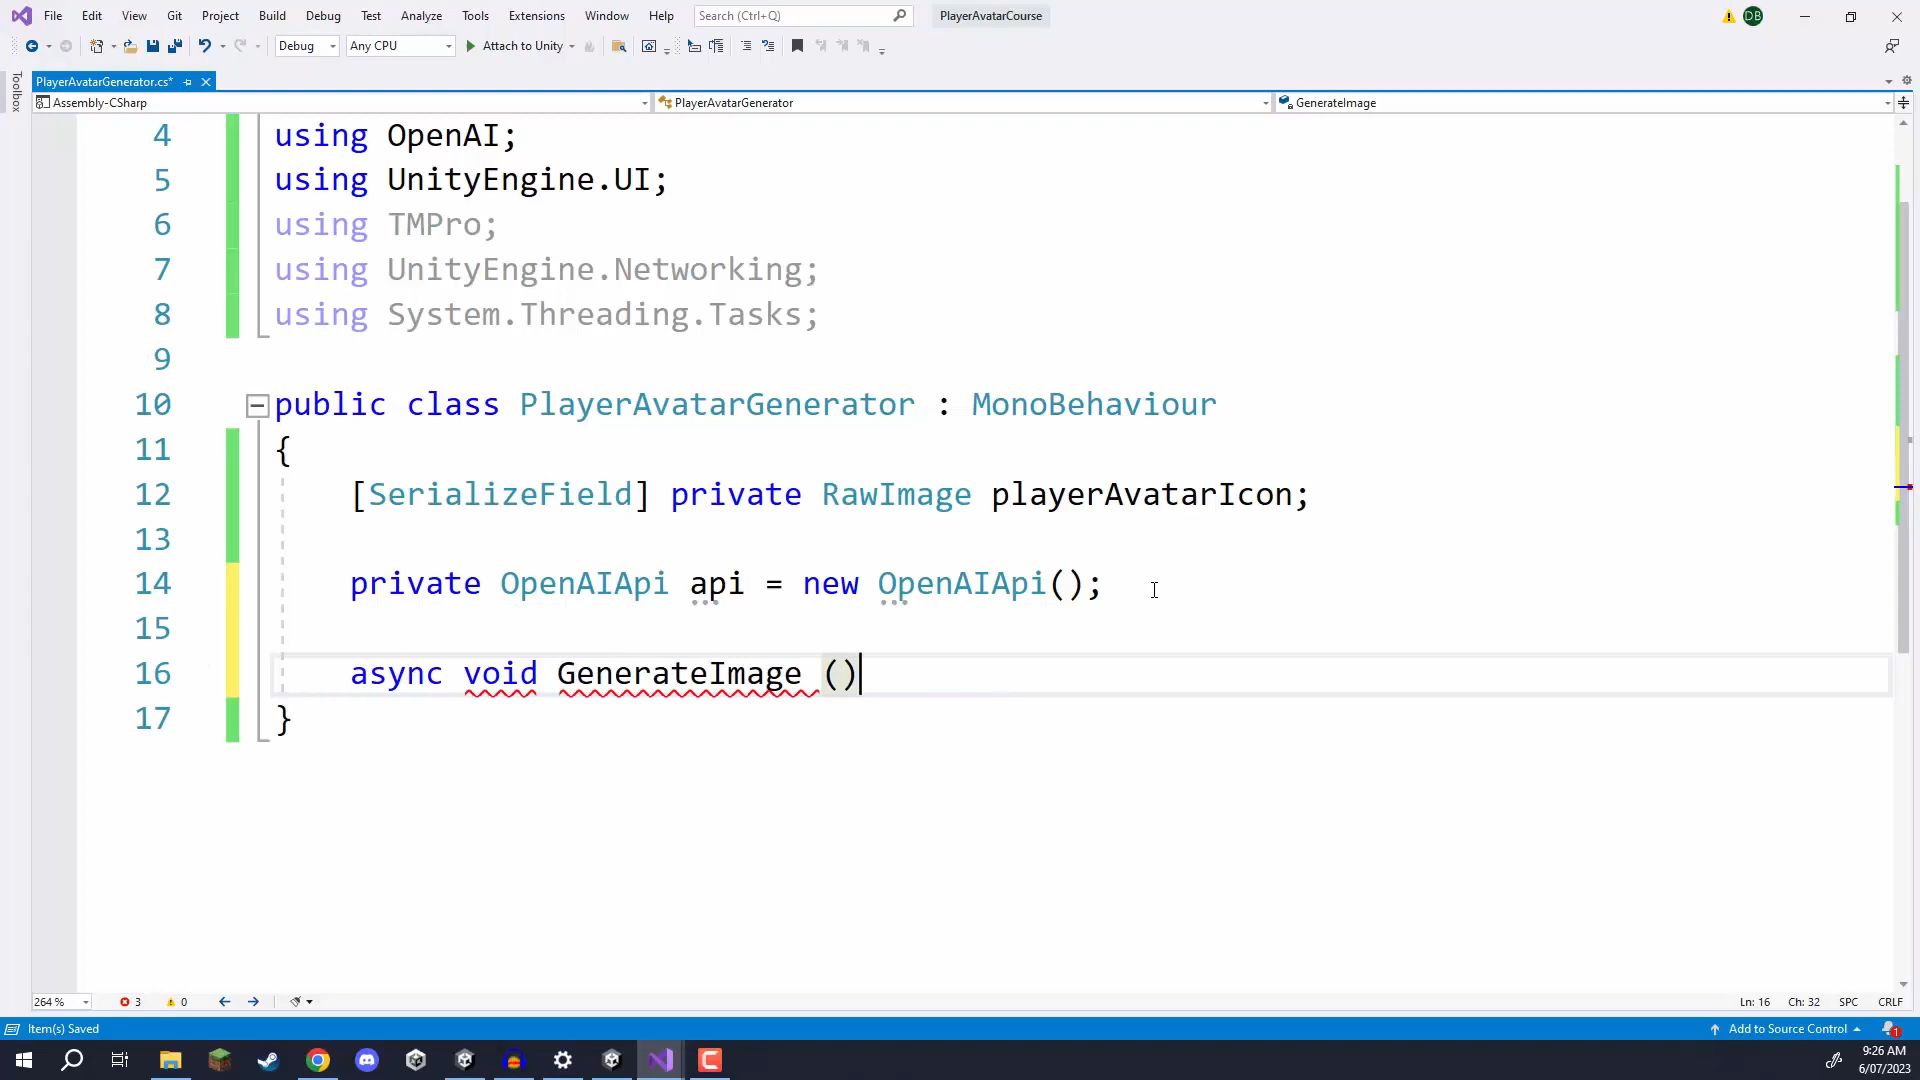 File Edit View Git Project Build Debug Test Analyze Tools Extensions Window Help Search (Ctrl+Q) PlayerAvatarCourse DB
Debug Any CPU Attach to Unity
Toolbox
PlayerAvatarGenerator.cs*
Assembly-CSharp PlayerAvatarGenerator GenerateImage
4 using OpenAI;
5 using UnityEngine.UI;
6 using TMPro;
7 using UnityEngine.Networking;
8 using System.Threading.Tasks;
9
10 public class PlayerAvatarGenerator : MonoBehaviour
11 {
12 [SerializeField] private RawImage playerAvatarIcon;
13
14 private OpenAIApi api = new OpenAIApi();
15
16 async void GenerateImage ()
17 }
264 % 3 0 Ln: 16 Ch: 32 SPC CRLF
Item(s) Saved Add to Source Control 1
9:26 AM
6/07/2023